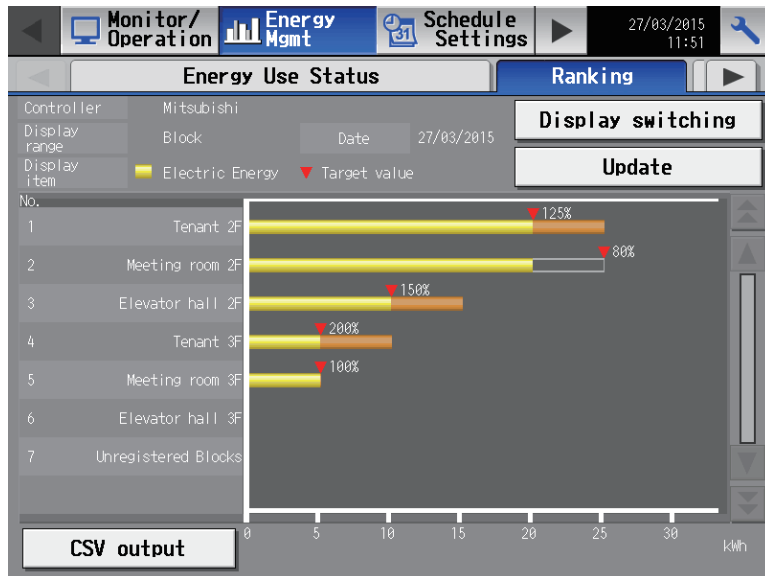 Monitor/ Operation
Energy Mgmt
31
Schedule Settings
27/03/2015
11:51
Energy Use Status
Ranking
Controller Mitsubishi
Display range Block Date 27/03/2015
Display item Electric Energy Target value
Display switching
Update
No.
1 Tenant 2F 125%
2 Meeting room 2F 80%
3 Elevator hall 2F 150%
4 Tenant 3F 200%
5 Meeting room 3F 100%
6 Elevator hall 3F
7 Unregistered Blocks
0 5 10 15 20 25 30 kWh
CSV output